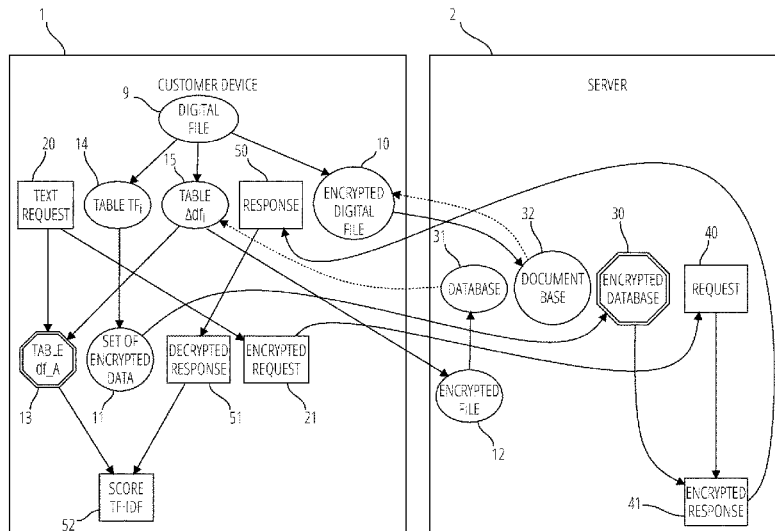 1
2
CUSTOMER DEVICE
SERVER
9
DIGITAL
FILE
20
14
15
50
10
TEXT
REQUEST
TABLE TFi
TABLE
Δdfi
RESPONSE
ENCRYPTED
DIGITAL
FILE
31
32
30
40
DATABASE
DOCUMENT
BASE
ENCRYPTED
DATABASE
REQUEST
TABLE
df_A
SET OF
ENCRYPTED
DATA
DECRYPTED
RESPONSE
ENCRYPTED
REQUEST
ENCRYPTED
FILE
13
11
51
21
12
SCORE
TF-IDF
52
ENCRYPTED
RESPONSE
41